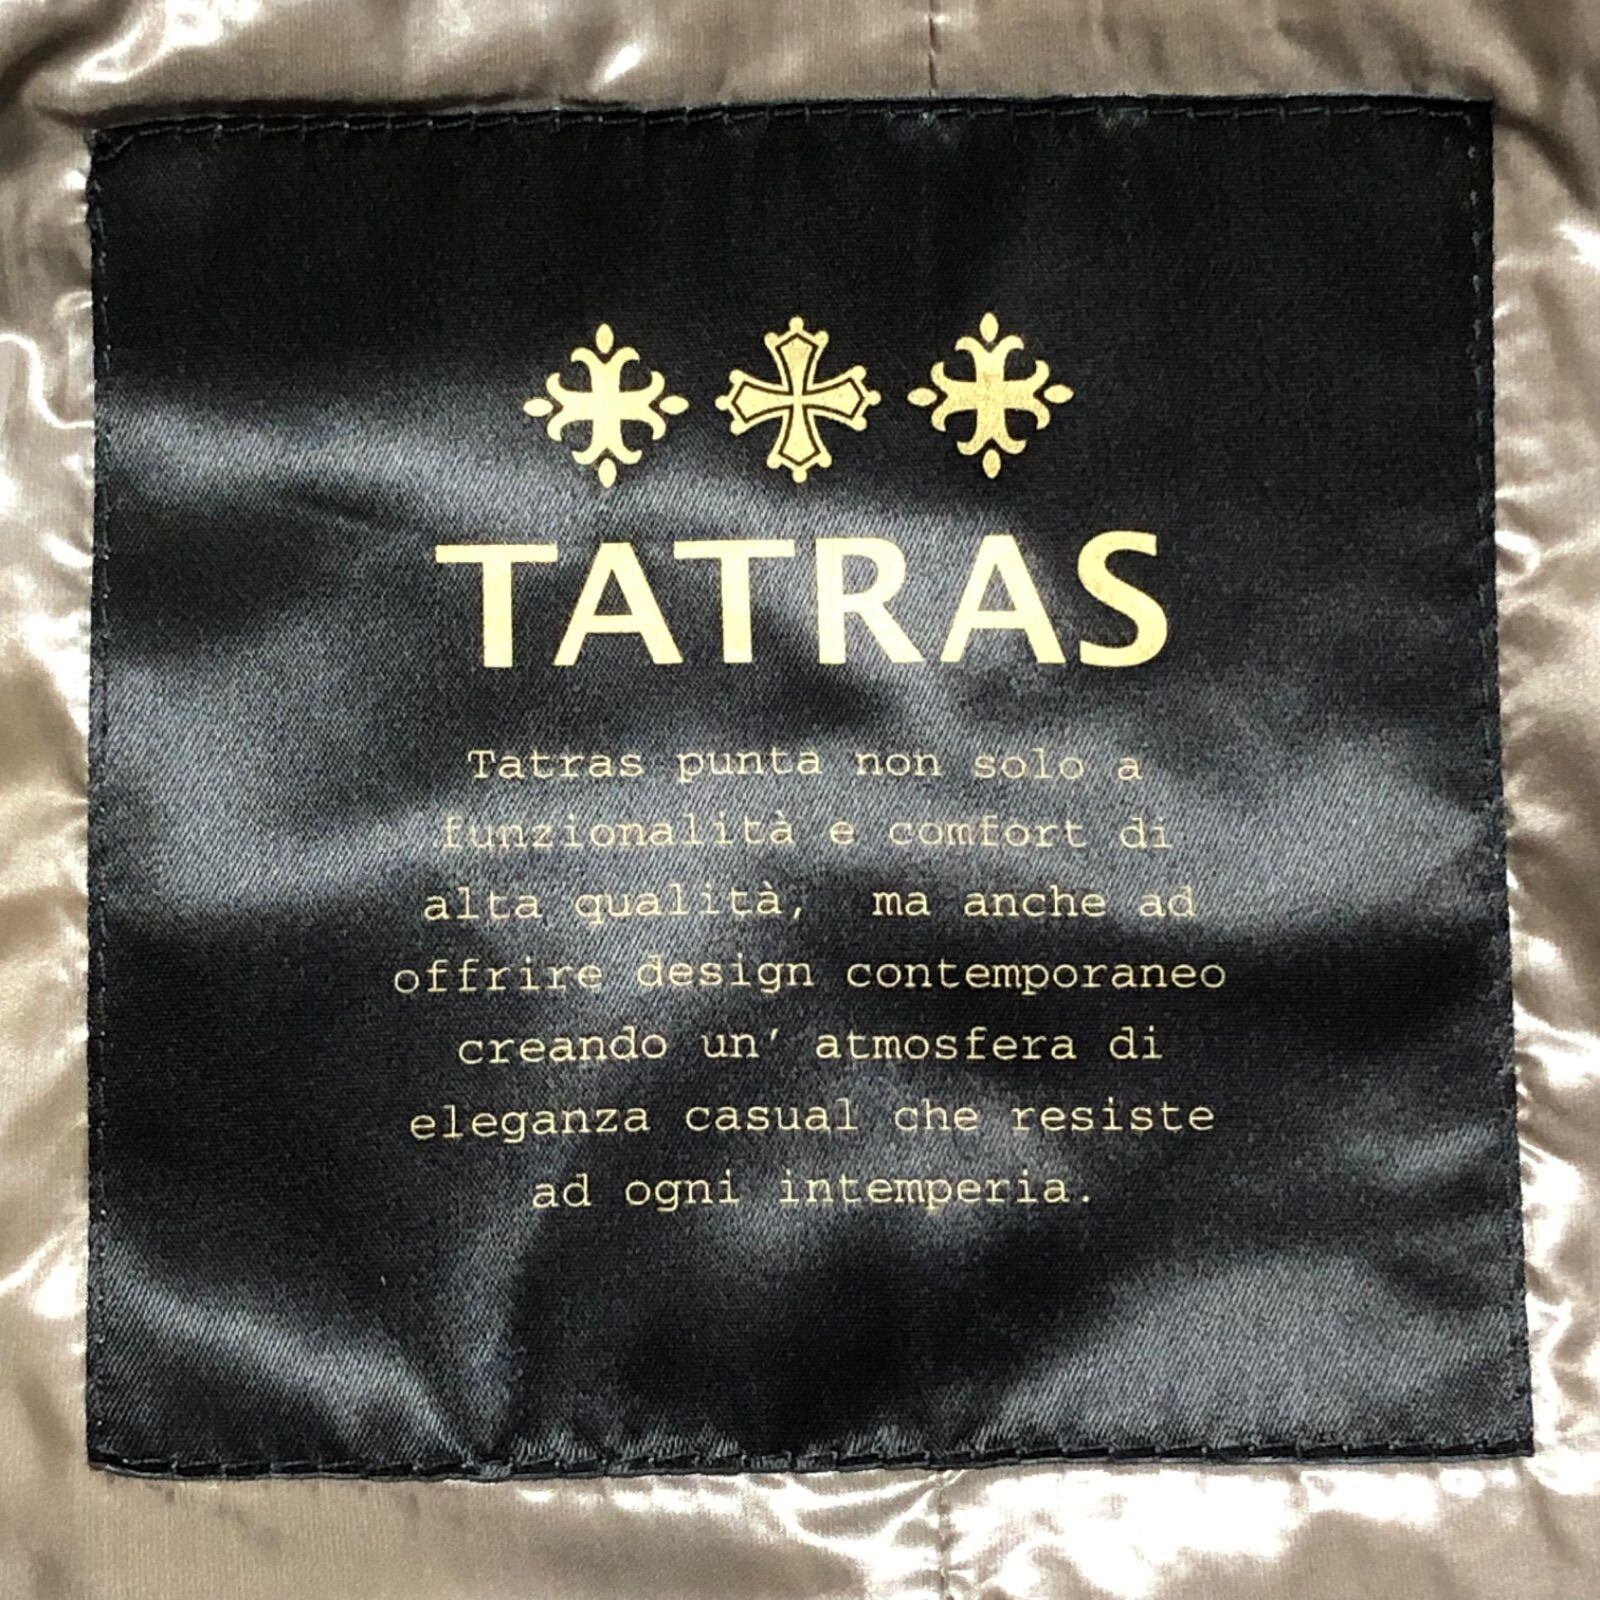 TATRAS
Tatras punta non solo a
funzionalità e comfort di
alta qualità, ma anche ad
offrire design contemporaneo
creando un' atmosfera di
eleganza casual che resiste
ad ogni intemperia.